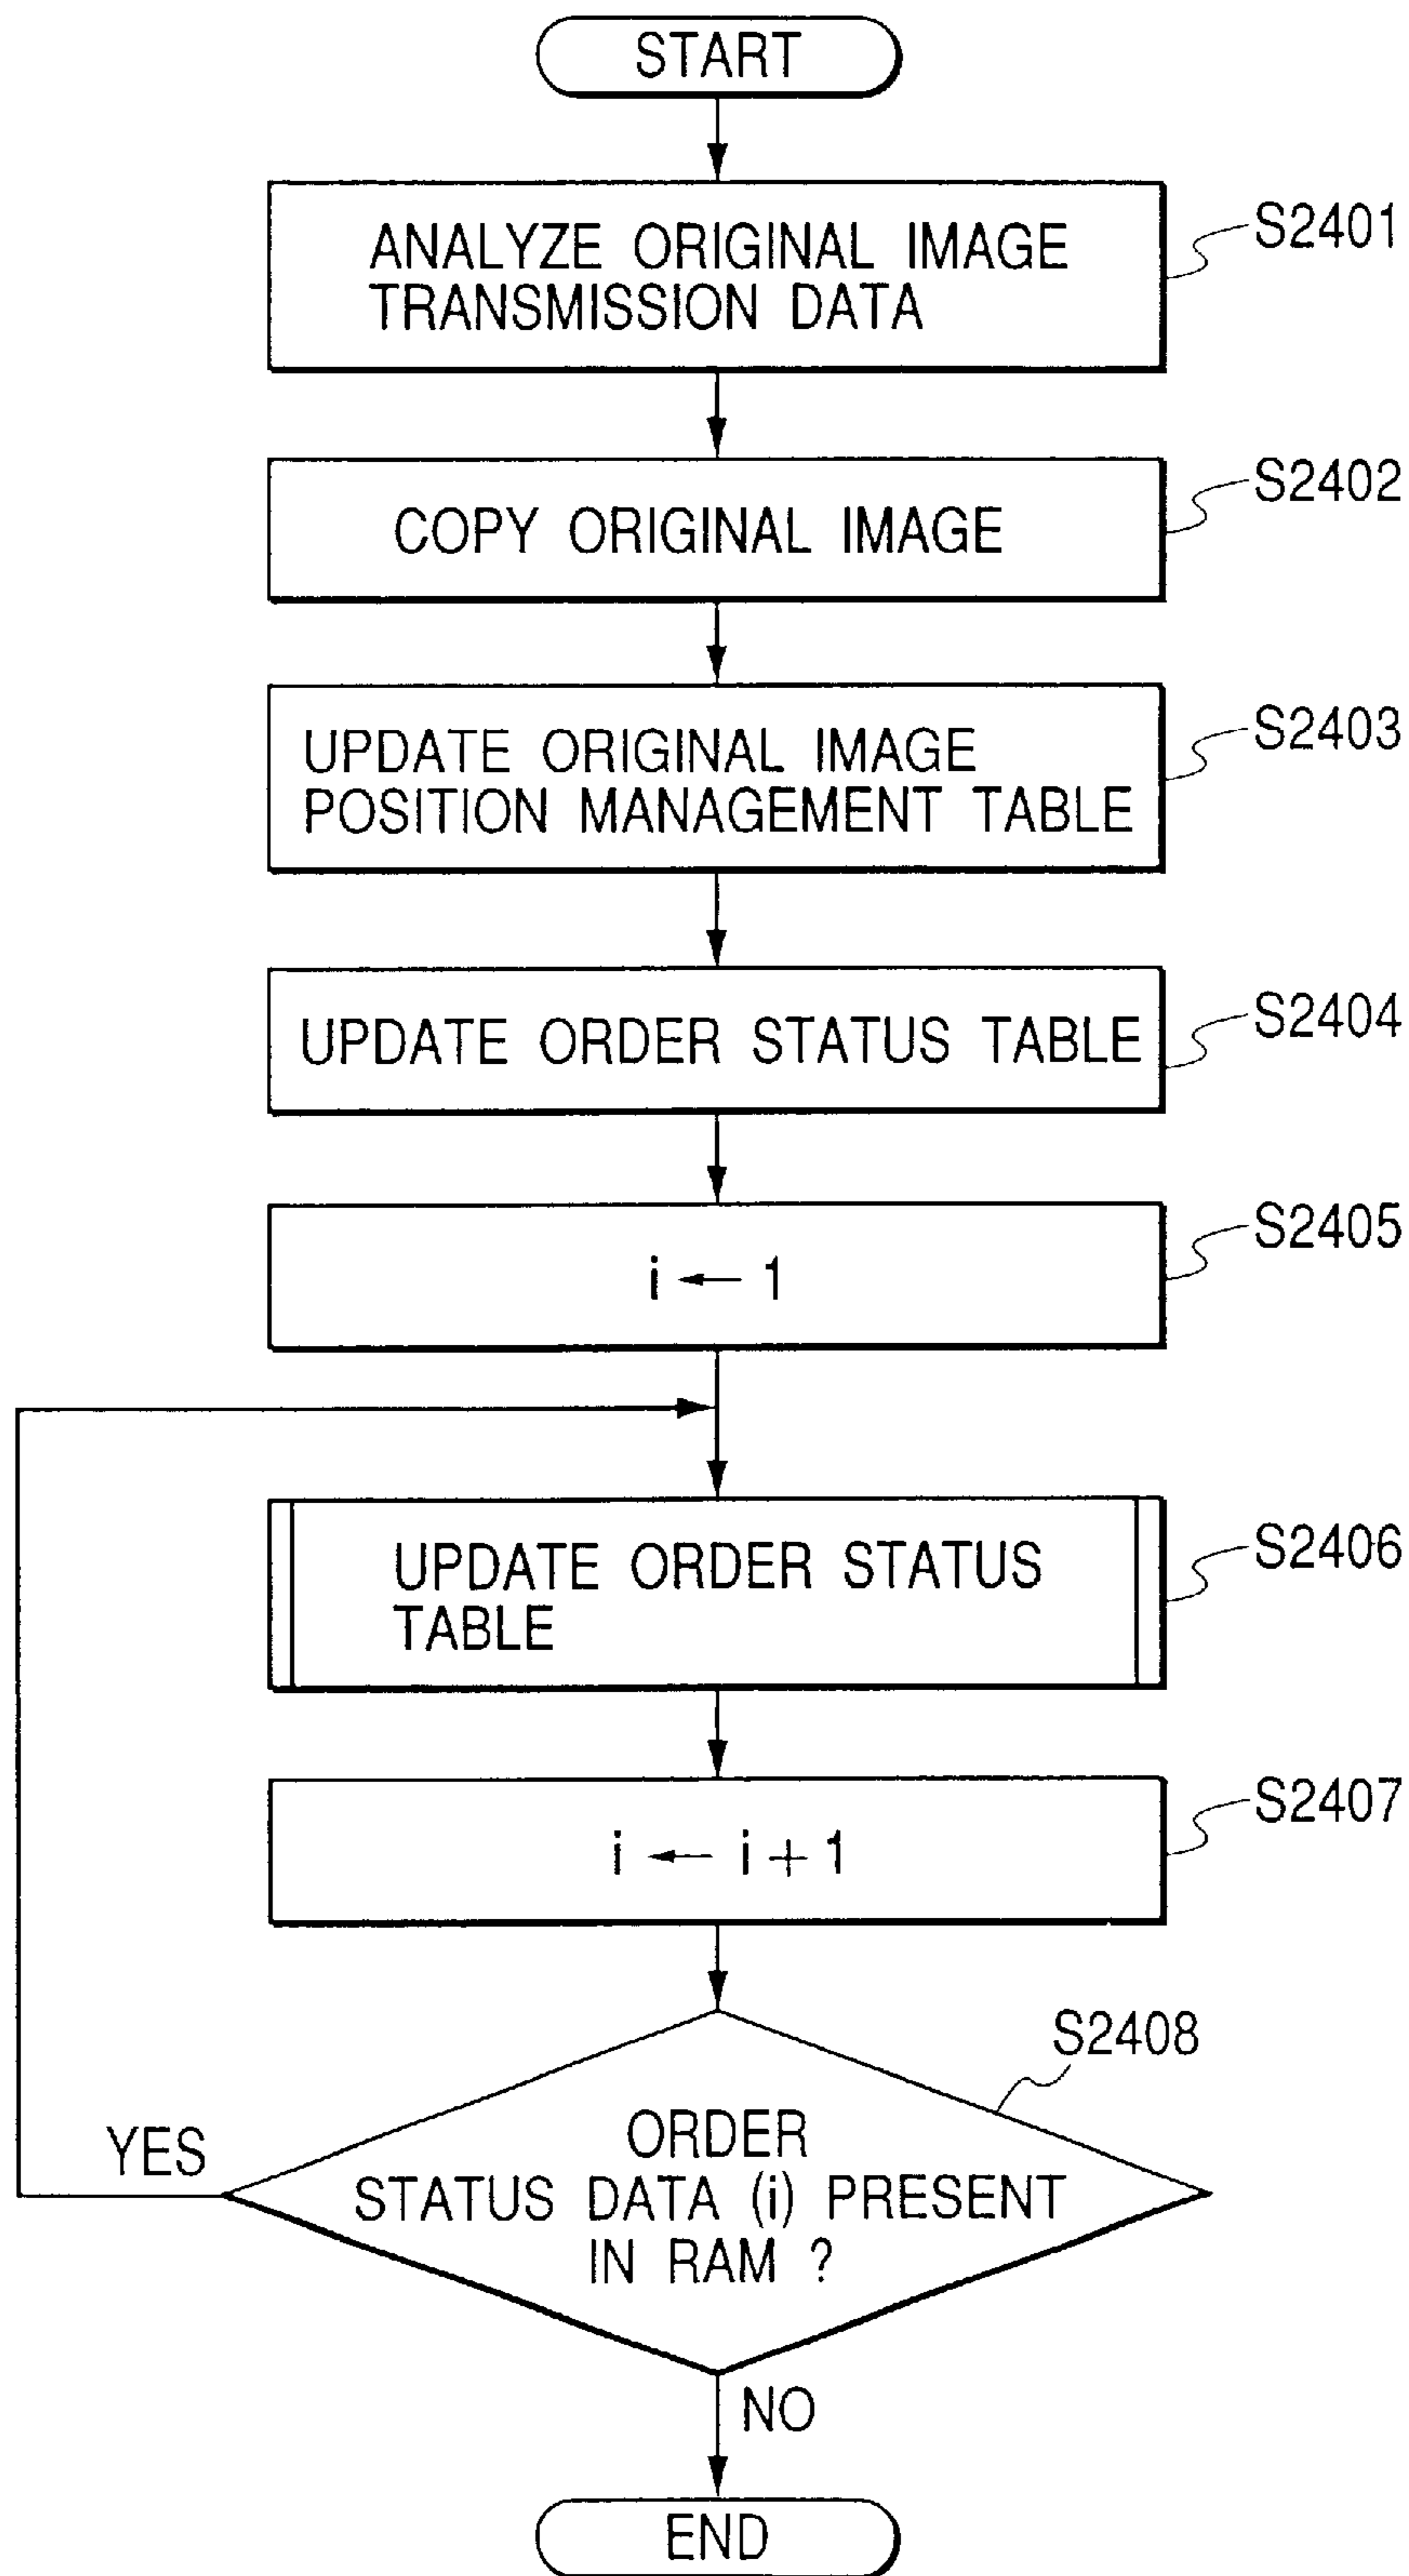 START
ANALYZE ORIGINAL IMAGE
TRANSMISSION DATA
S2401
COPY ORIGINAL IMAGE
S2402
UPDATE ORIGINAL IMAGE
POSITION MANAGEMENT TABLE
S2403
UPDATE ORDER STATUS TABLE
S2404
i ← 1
S2405
UPDATE ORDER STATUS
TABLE
S2406
i ← i + 1
S2407
S2408
ORDER
STATUS DATA (i) PRESENT
IN RAM ?
YES
NO
END